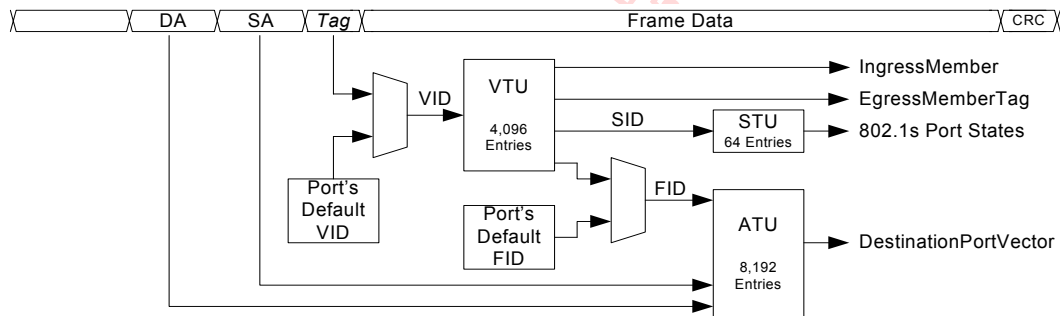 DA
SA
Tag
Frame Data
CRC
IngressMember
VTU
VID
EgressMemberTag
4,096
Entries
SID
STU
64 Entries
802.1s Port States
Port's
Default
VID
FID
Port's
Default
FID
ATU
8,192
Entries
DestinationPortVector